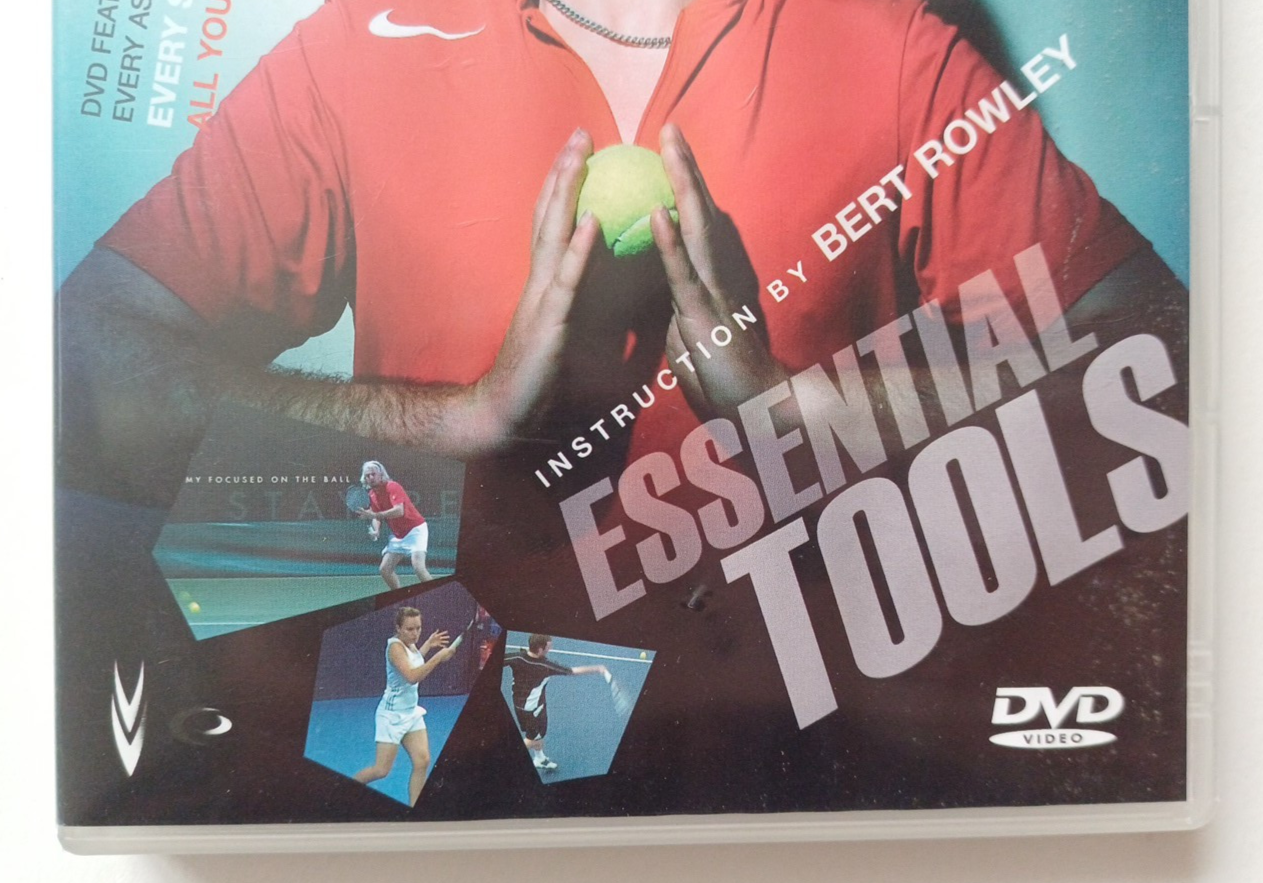 DVD FEAT
EVERY AS
EVERY S
ALL YOU
INSTRUCTION BY BERT ROWLEY
ESSENTIAL
TOOLS
MY FOCUSED ON THE BALL
DVD
VIDEO